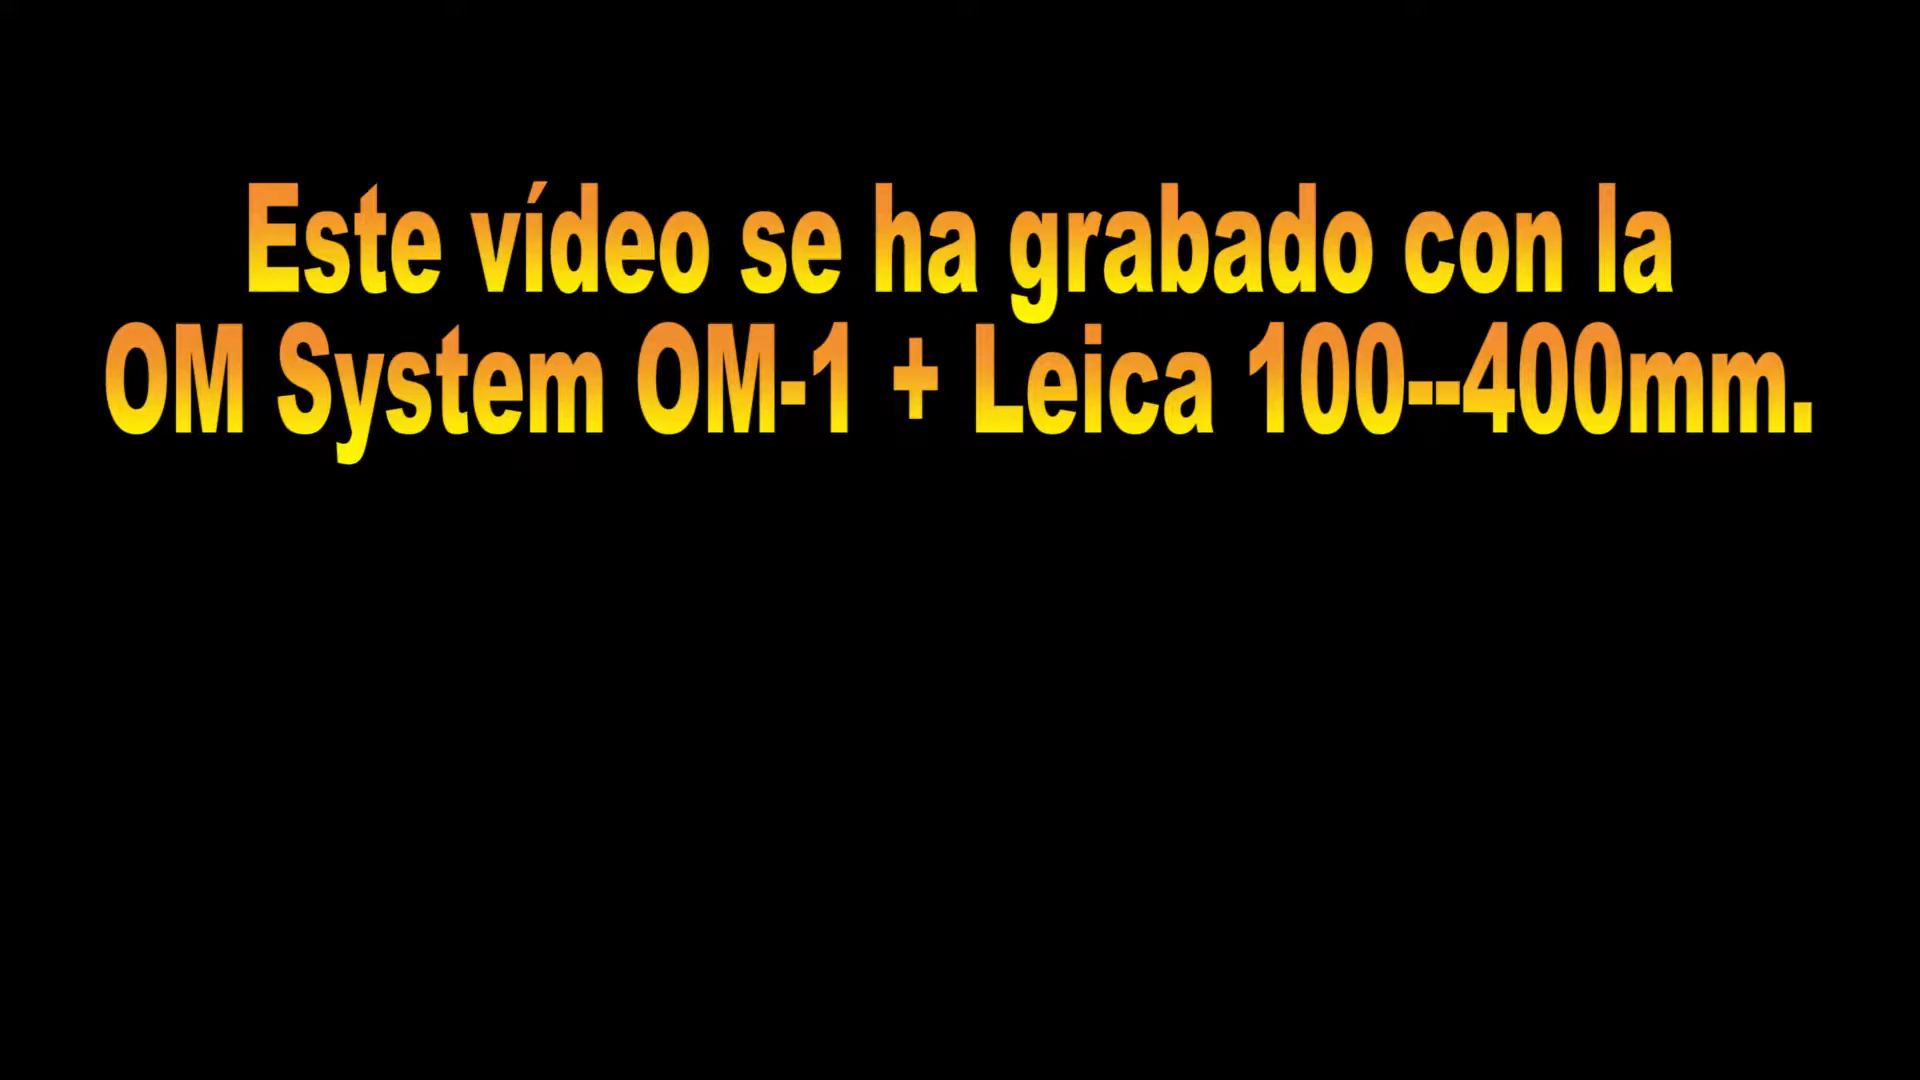 Este vídeo se ha grabado con la
OM System OM-1 + Leica 100--400mm.